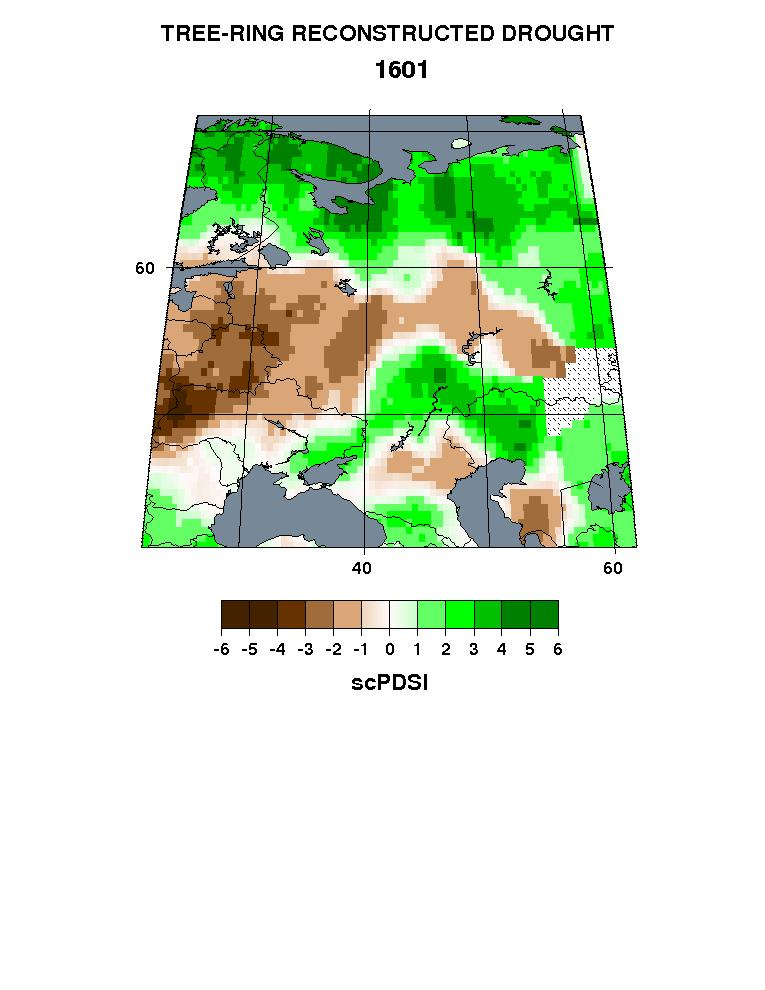 TREE-RING RECONSTRUCTED DROUGHT
1601
60
40 60
-6 -5 -4 -3 -2 -1 0 1 2 3 4 5 6
scPDSI